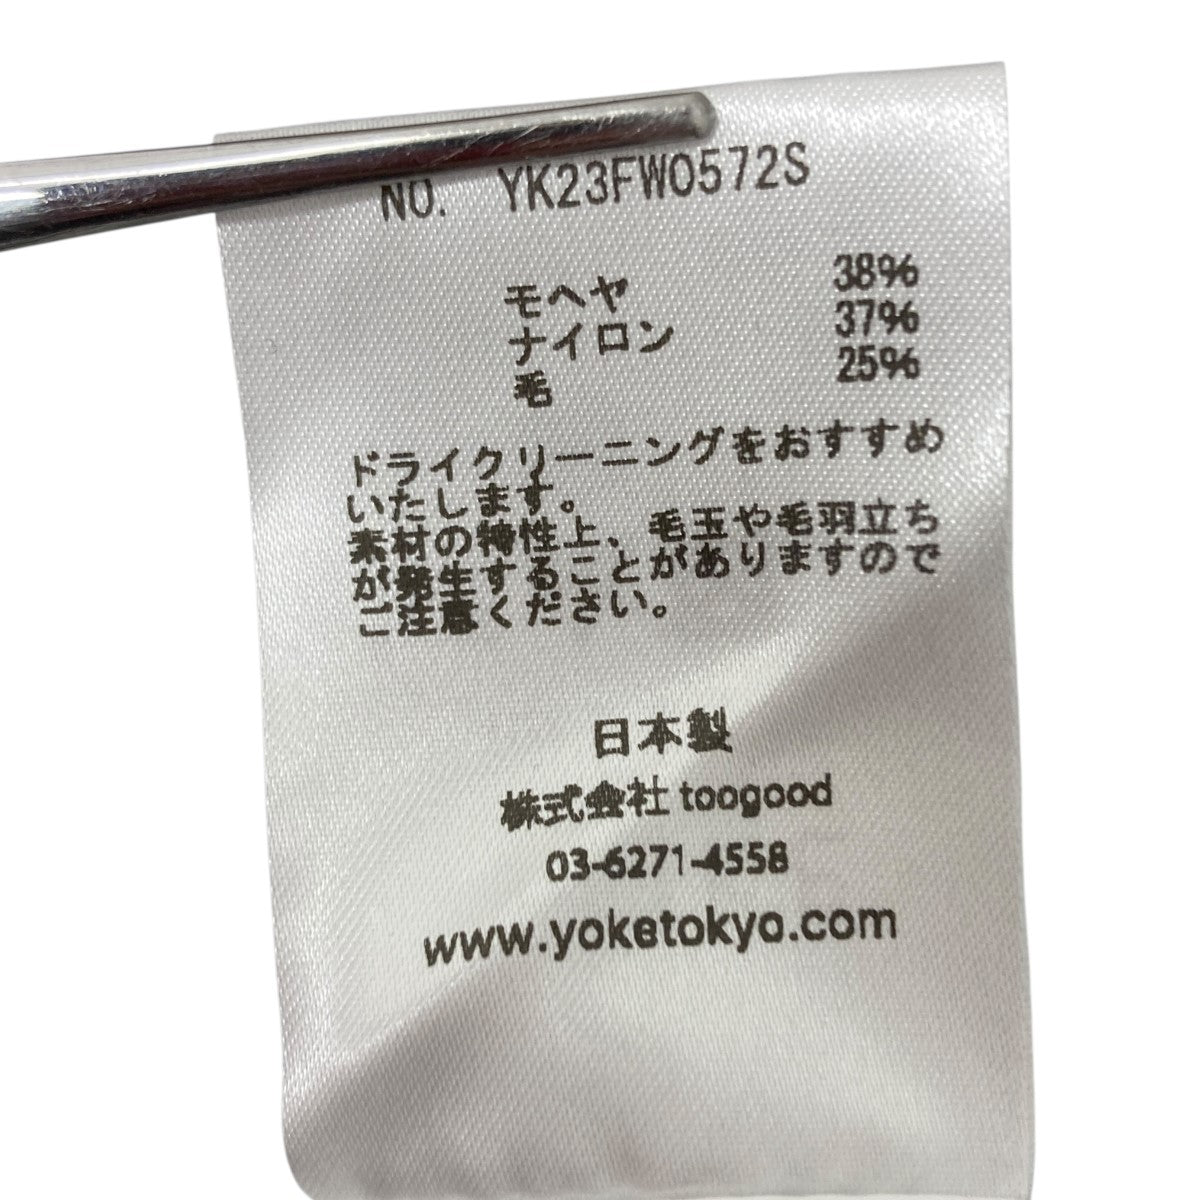 NO. YK23FW0572S
モヘヤ 38%
ナイロン 37%
毛 25%
ドライクリーニングをおすすめ
いたします。
素材の特性上、毛玉や毛羽立ち
が発生することがありますので
ご注意ください。
日本製
株式会社 toogood
03-6271-4558
www.yoketokyo.com